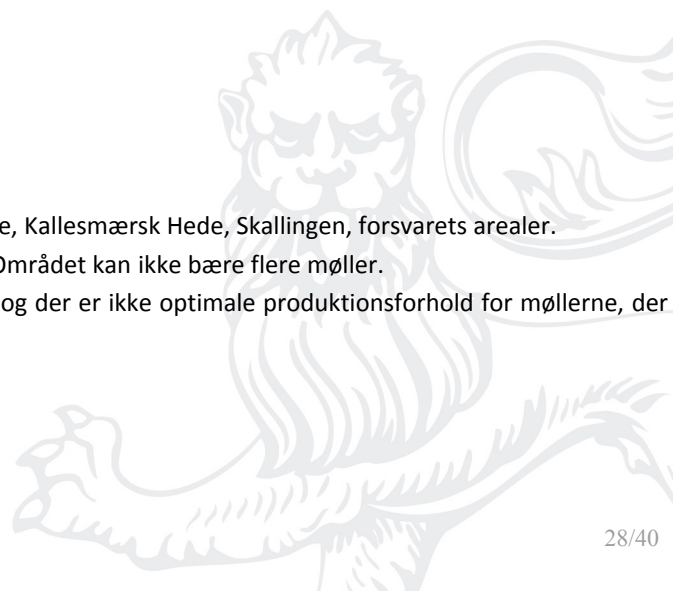 e, Kallesmærsk Hede, Skallingen, forsvarets arealer.
Området kan ikke bære flere møller.
og der er ikke optimale produktionsforhold for møllerne, der
28/40